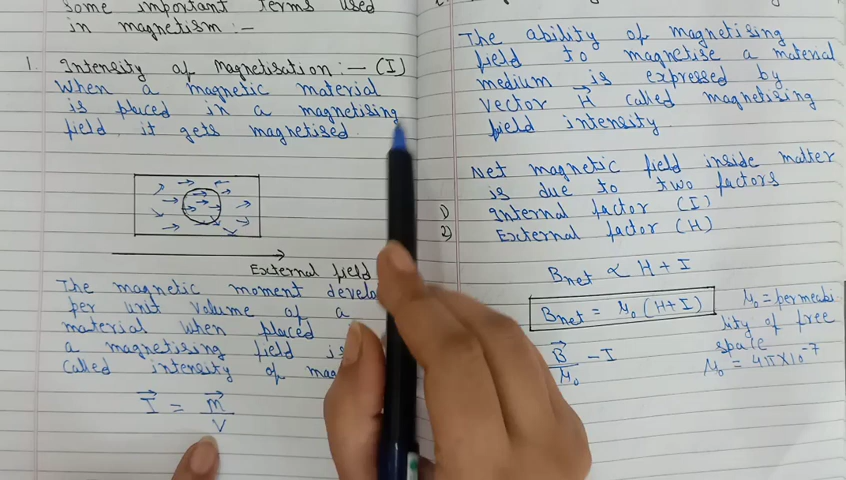 some important terms used
in magnetism :-
1. Intensity of Magnetisation :- (I)
When a magnetic material
is placed in a magnetising
field, it gets magnetised.
External field
The magnetic moment develo
per unit volume of a
material when placed
a magnetising field is
called intensity of mag
I⃗ = m⃗ / V
The ability of magnetising
field to magnetise a material
medium is expressed by
vector H⃗ called magnetising
field intensity.
Net magnetic field inside matter
is due to two factors
1) Internal factor (I)
2) External factor (H)
Bnet ∝ H + I
Bnet = μ₀ (H+I)
B⃗ / μ₀ - I
μ₀ = permeabi
lity of free
space
μ₀ = 4π×10⁻⁷